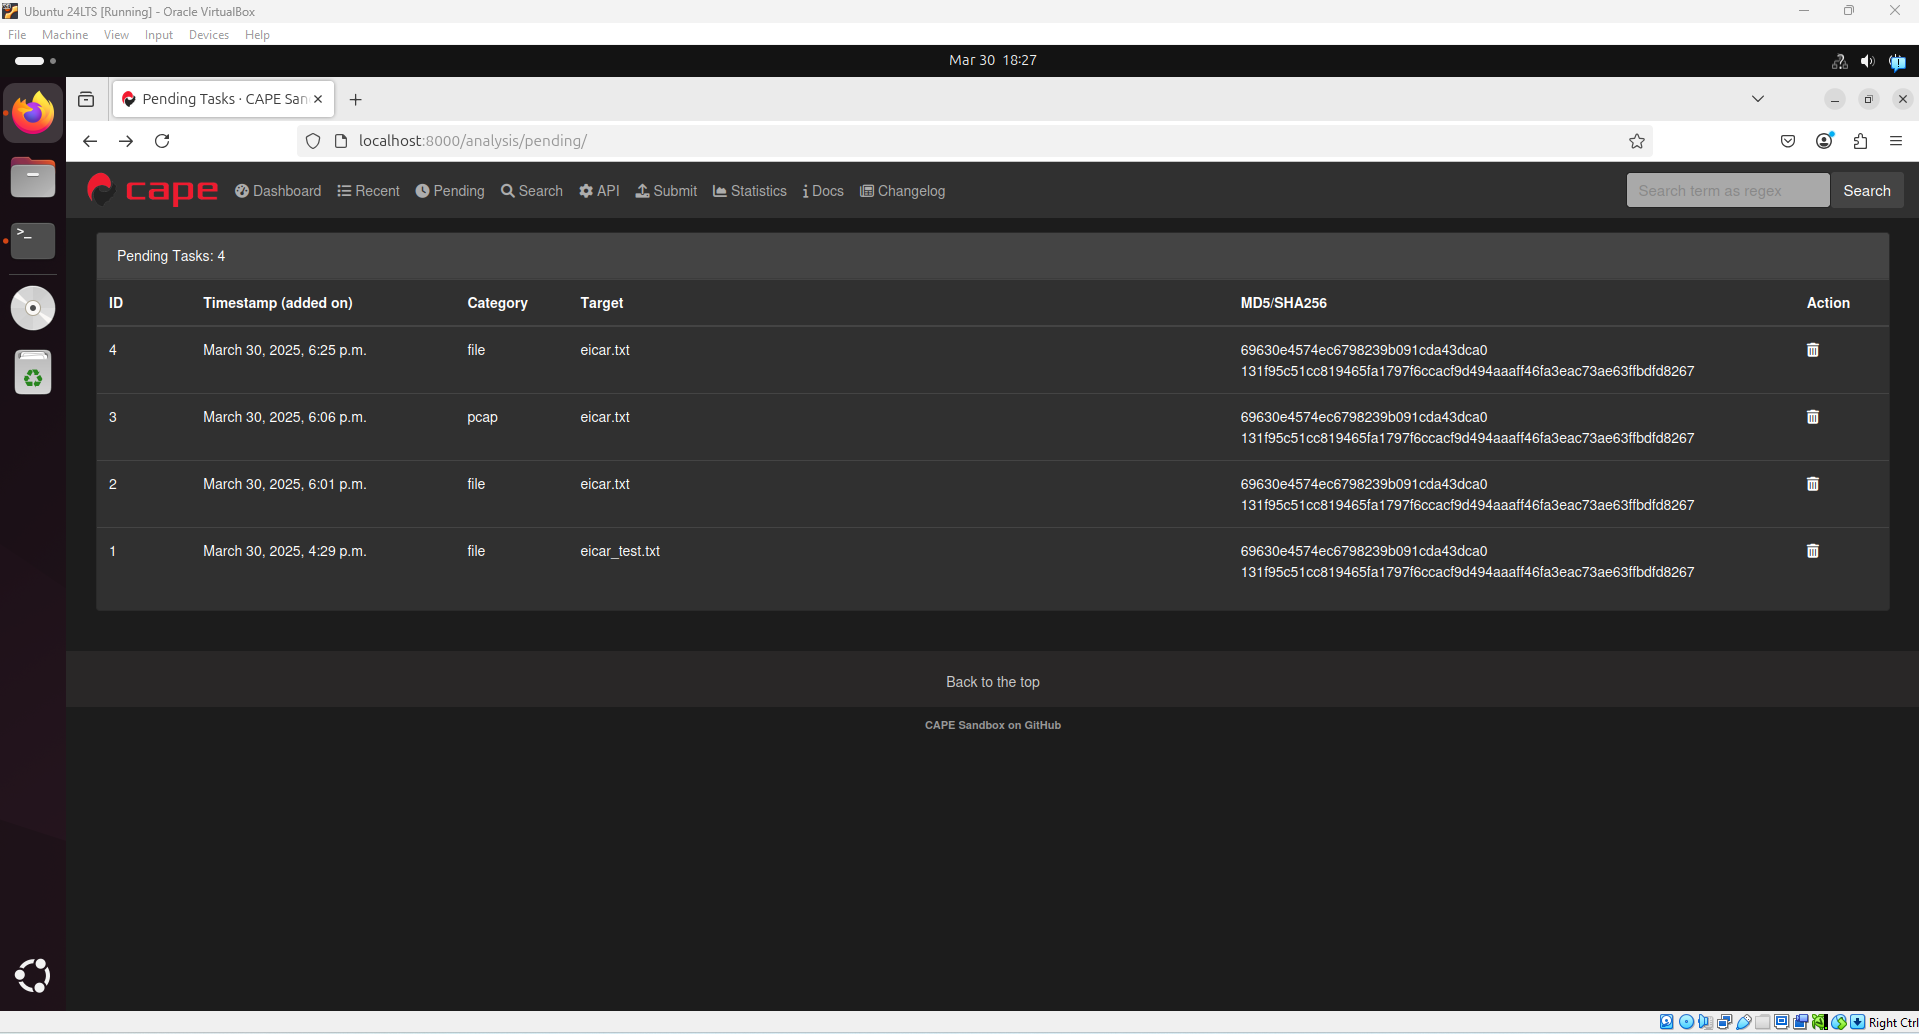 Ubuntu 24LTS [Running] - Oracle VirtualBox
File Machine View Input Devices Help
Mar 30 18:27
Pending Tasks · CAPE San
localhost:8000/analysis/pending/
cape Dashboard Recent Pending Search API Submit Statistics Docs Changelog Search term as regex Search
Pending Tasks: 4
ID Timestamp (added on) Category Target MD5/SHA256 Action
4 March 30, 2025, 6:25 p.m. file eicar.txt 69630e4574ec6798239b091cda43dca0
131f95c51cc819465fa1797f6ccacf9d494aaaff46fa3eac73ae63ffbdfd8267
3 March 30, 2025, 6:06 p.m. pcap eicar.txt 69630e4574ec6798239b091cda43dca0
131f95c51cc819465fa1797f6ccacf9d494aaaff46fa3eac73ae63ffbdfd8267
2 March 30, 2025, 6:01 p.m. file eicar.txt 69630e4574ec6798239b091cda43dca0
131f95c51cc819465fa1797f6ccacf9d494aaaff46fa3eac73ae63ffbdfd8267
1 March 30, 2025, 4:29 p.m. file eicar_test.txt 69630e4574ec6798239b091cda43dca0
131f95c51cc819465fa1797f6ccacf9d494aaaff46fa3eac73ae63ffbdfd8267
Back to the top
CAPE Sandbox on GitHub
Right Ctrl